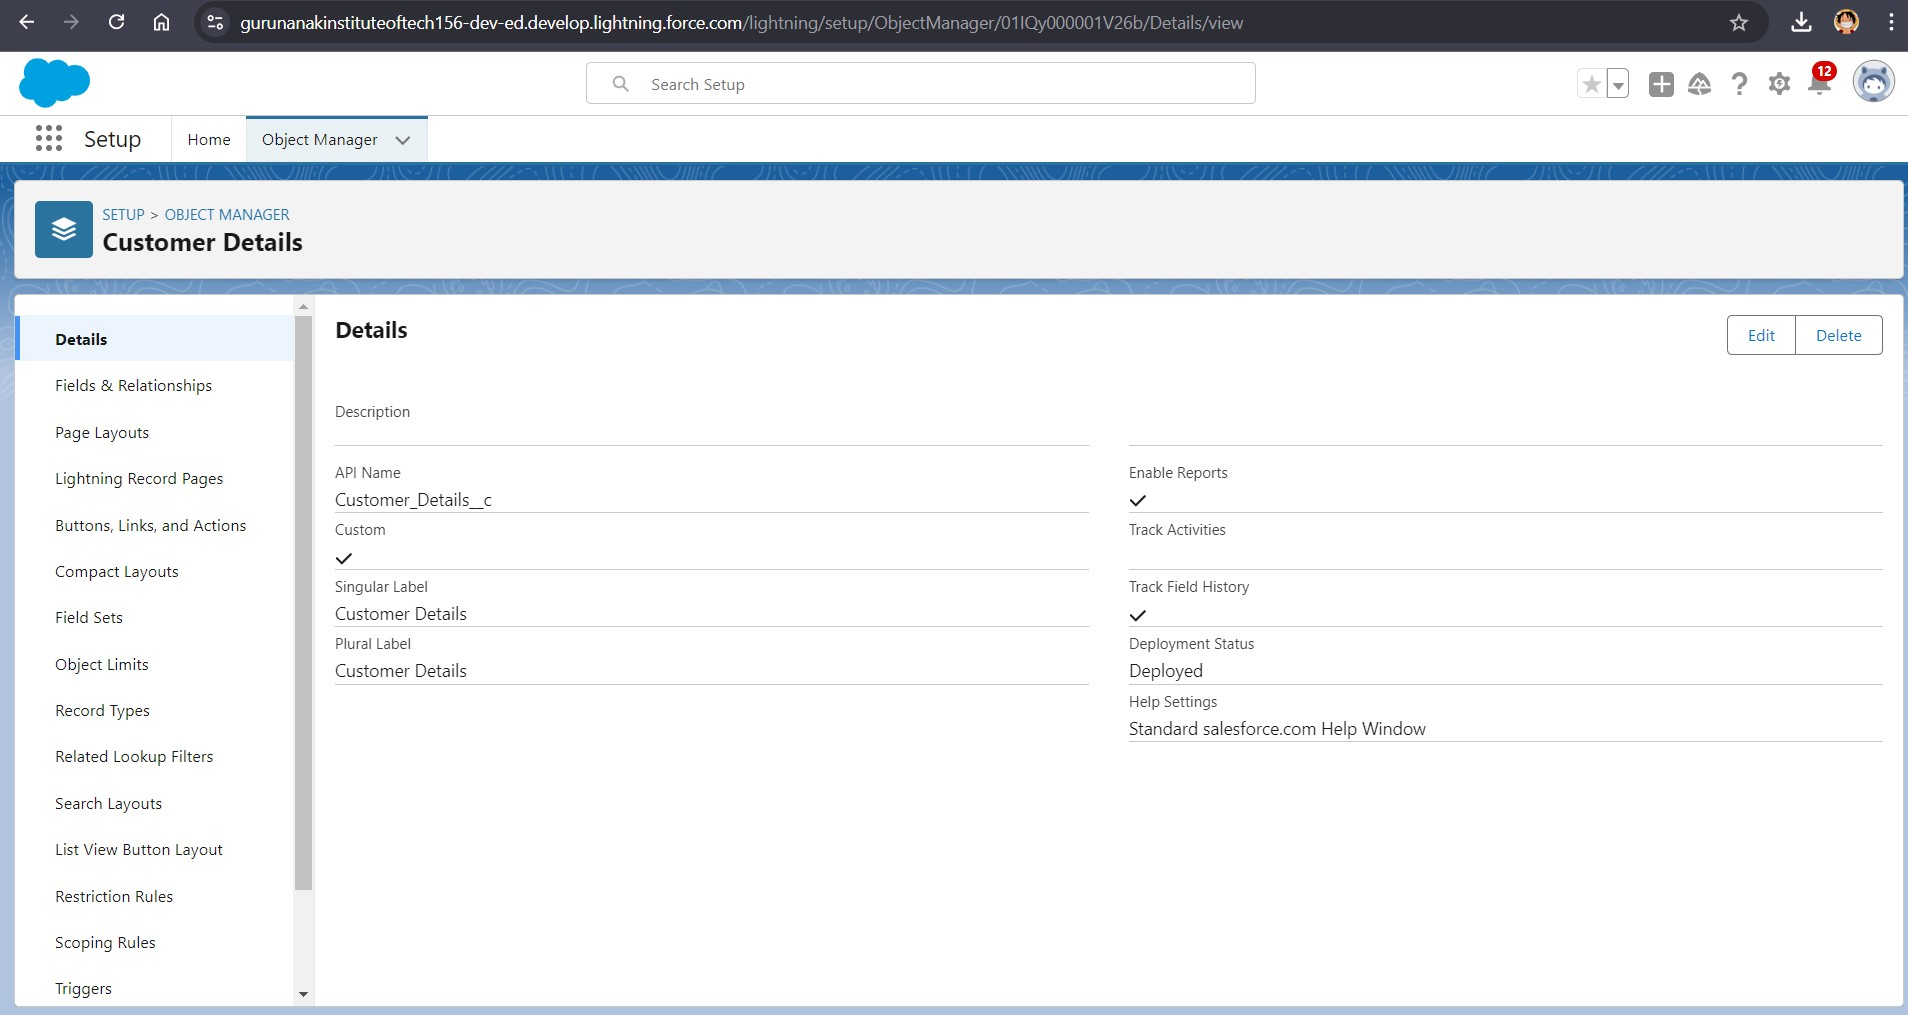 gurunanakinstituteoftech156-dev-ed.develop.lightning.force.com/lightning/setup/ObjectManager/01IQy000001V26b/Details/view
Search Setup
12
Setup
Home
Object Manager
SETUP > OBJECT MANAGER
Customer Details
Details
Fields & Relationships
Page Layouts
Lightning Record Pages
Buttons, Links, and Actions
Compact Layouts
Field Sets
Object Limits
Record Types
Related Lookup Filters
Search Layouts
List View Button Layout
Restriction Rules
Scoping Rules
Triggers
Details
Edit
Delete
Description
API Name
Customer_Details__c
Custom
Singular Label
Customer Details
Plural Label
Customer Details
Enable Reports
Track Activities
Track Field History
Deployment Status
Deployed
Help Settings
Standard salesforce.com Help Window